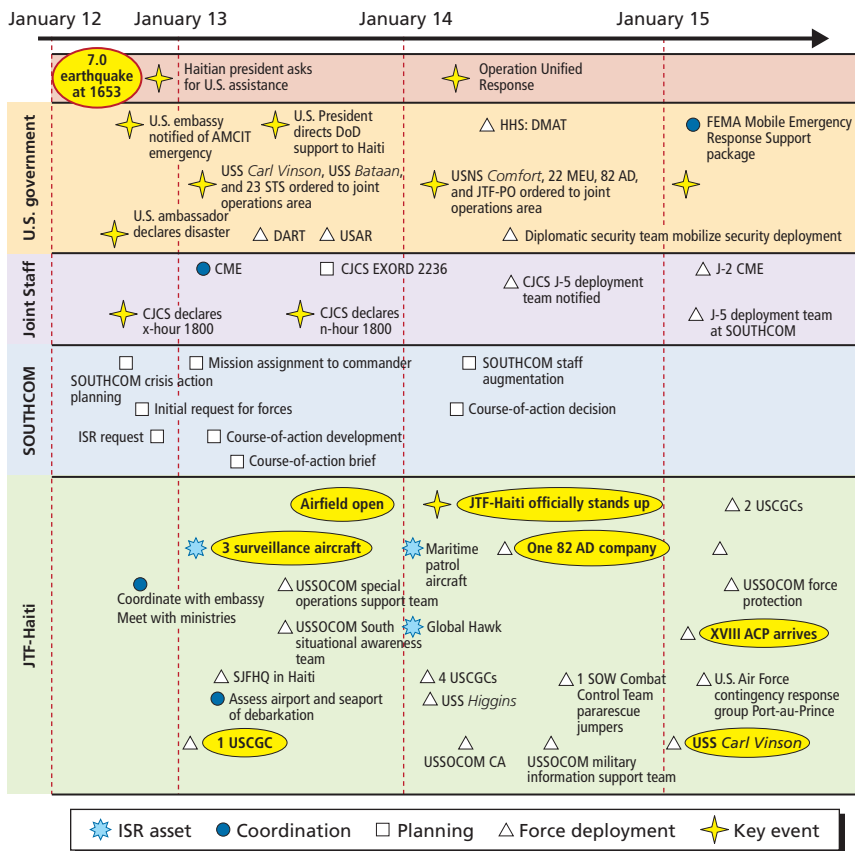 January 12
January 13
January 14
January 15
7.0
earthquake
at 1653
Haitian president asks
for U.S. assistance
Operation Unified
Response
U.S. government
U.S. embassy
notified of AMCIT
emergency
U.S. President
directs DoD
support to Haiti
HHS: DMAT
FEMA Mobile Emergency
Response Support
package
USS Carl Vinson, USS Bataan,
and 23 STS ordered to joint
operations area
USNS Comfort, 22 MEU, 82 AD,
and JTF-PO ordered to joint
operations area
U.S. ambassador
declares disaster
DART
USAR
Diplomatic security team mobilize security deployment
Joint Staff
CME
CJCS EXORD 2236
CJCS J-5 deployment
team notified
J-2 CME
CJCS declares
x-hour 1800
CJCS declares
n-hour 1800
J-5 deployment team
at SOUTHCOM
SOUTHCOM
SOUTHCOM crisis action
planning
Mission assignment to commander
SOUTHCOM staff
augmentation
Initial request for forces
Course-of-action decision
ISR request
Course-of-action development
Course-of-action brief
JTF-Haiti
Airfield open
JTF-Haiti officially stands up
2 USCGCs
3 surveillance aircraft
Maritime
patrol
aircraft
One 82 AD company
Coordinate with embassy
Meet with ministries
USSOCOM special
operations support team
USSOCOM force
protection
USSOCOM South
situational awareness
team
Global Hawk
XVIII ACP arrives
SJFHQ in Haiti
4 USCGCs
1 SOW Combat
Control Team
pararescue
jumpers
U.S. Air Force
contingency response
group Port-au-Prince
Assess airport and seaport
of debarkation
USS Higgins
1 USCGC
USSOCOM CA
USSOCOM military
information support team
USS Carl Vinson
ISR asset
Coordination
Planning
Force deployment
Key event